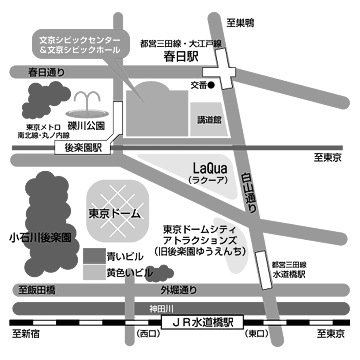 至巣鴨
文京シビックセンター
＆文京シビックホール
都営三田線・大江戸線
春日駅
春日通り
交番
講道館
礫川公園
東京メトロ
南北線・丸ノ内線
後楽園駅
至東京
LaQua
(ラクーア)
白山通り
東京ドーム
小石川後楽園
東京ドームシティ
アトラクションズ
(旧後楽園ゆうえんち)
青いビル
黄色いビル
都営三田線
水道橋駅
至飯田橋
外堀通り
神田川
至新宿
(西口)
ＪＲ水道橋駅
(東口)
至東京